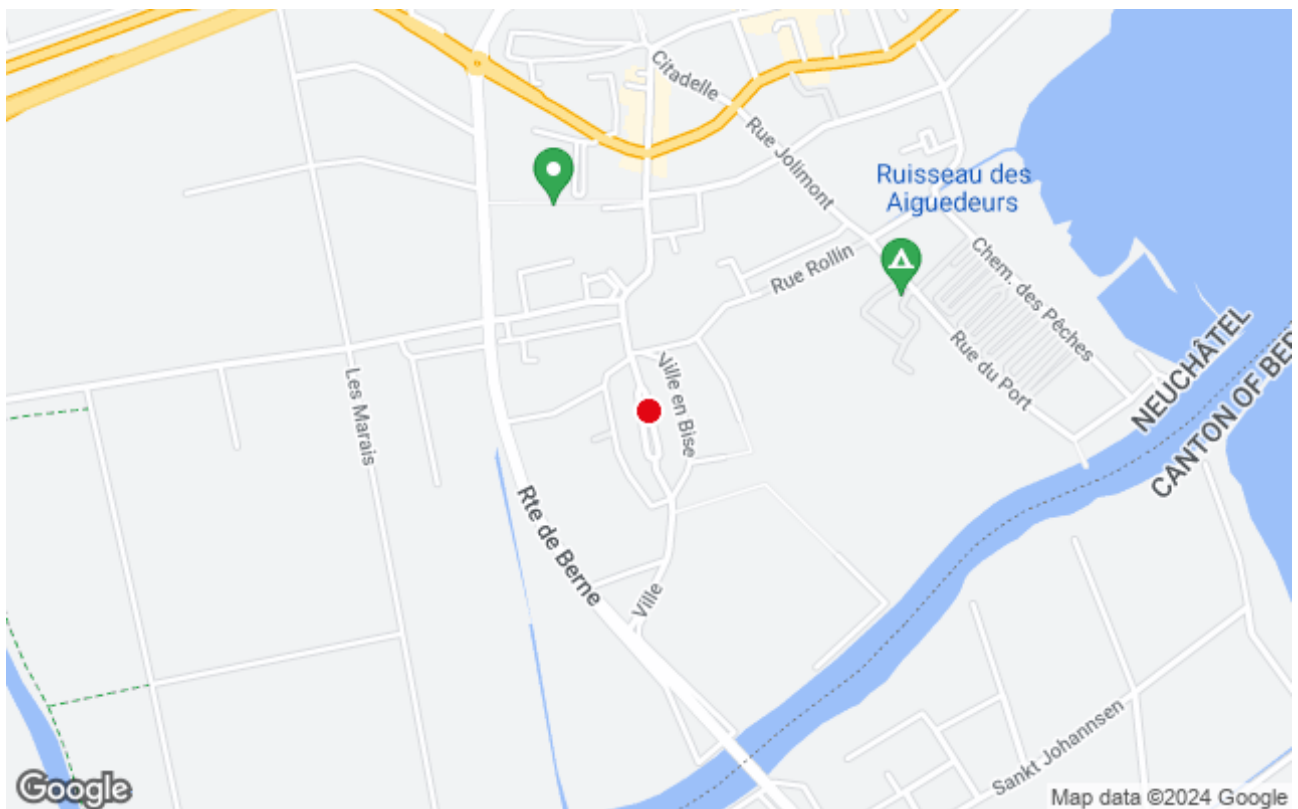 Citadelle
Rue Jolimont
Ruisseau des
Aiguedeurs
Chem. des Pêches
Rue Rollin
NEUCHÂTEL
Rue du Port
Ville en Bise
Les Marais
CANTON OF BER
Rte de Berne
Ville
Sankt Johannsen
Google
Map data ©2024 Google